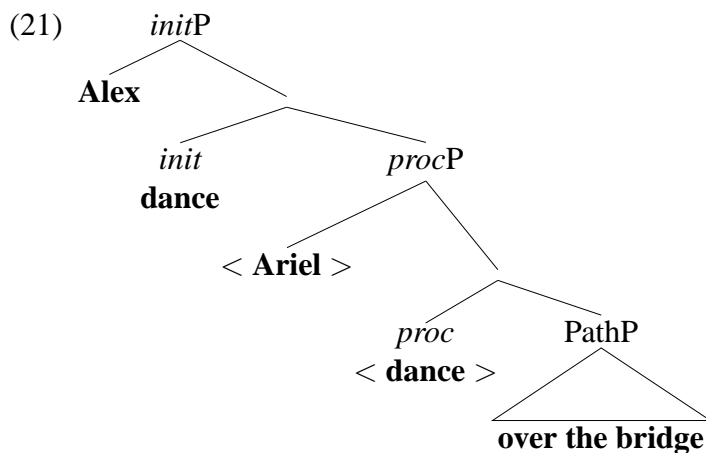 (21) initP
Alex
init procP
dance
< Ariel >
proc PathP
< dance >
over the bridge